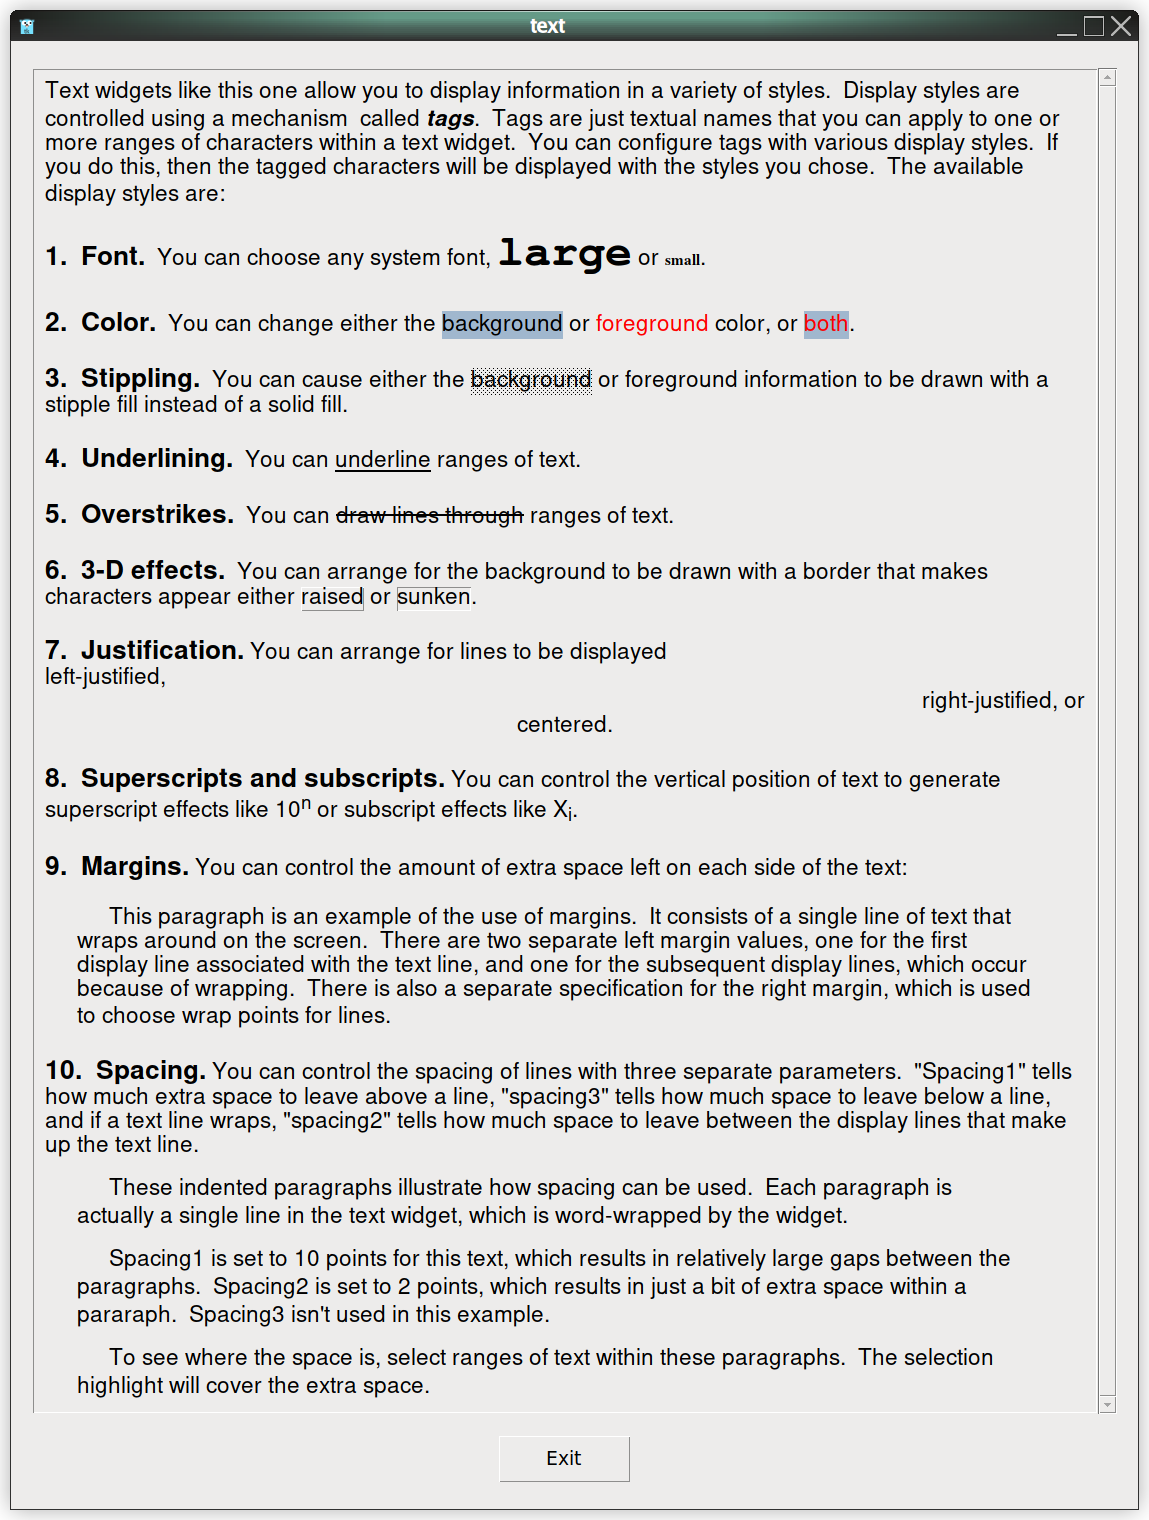 text
Text widgets like this one allow you to display information in a variety of styles.  Display styles are
controlled using a mechanism  called tags.  Tags are just textual names that you can apply to one or
more ranges of characters within a text widget.  You can configure tags with various display styles.  If
you do this, then the tagged characters will be displayed with the styles you chose.  The available
display styles are:
1.  Font.  You can choose any system font, large or small.
2.  Color.  You can change either the background or foreground color, or both.
3.  Stippling.  You can cause either the background or foreground information to be drawn with a
stipple fill instead of a solid fill.
4.  Underlining.  You can underline ranges of text.
5.  Overstrikes.  You can draw lines through ranges of text.
6.  3-D effects.  You can arrange for the background to be drawn with a border that makes
characters appear either raised or sunken.
7.  Justification. You can arrange for lines to be displayed
left-justified,
right-justified, or
centered.
8.  Superscripts and subscripts. You can control the vertical position of text to generate
superscript effects like 10ⁿ or subscript effects like Xᵢ.
9.  Margins. You can control the amount of extra space left on each side of the text:
This paragraph is an example of the use of margins.  It consists of a single line of text that
wraps around on the screen.  There are two separate left margin values, one for the first
display line associated with the text line, and one for the subsequent display lines, which occur
because of wrapping.  There is also a separate specification for the right margin, which is used
to choose wrap points for lines.
10.  Spacing. You can control the spacing of lines with three separate parameters.  "Spacing1" tells
how much extra space to leave above a line, "spacing3" tells how much space to leave below a line,
and if a text line wraps, "spacing2" tells how much space to leave between the display lines that make
up the text line.
These indented paragraphs illustrate how spacing can be used.  Each paragraph is
actually a single line in the text widget, which is word-wrapped by the widget.
Spacing1 is set to 10 points for this text, which results in relatively large gaps between the
paragraphs.  Spacing2 is set to 2 points, which results in just a bit of extra space within a
pararaph.  Spacing3 isn't used in this example.
To see where the space is, select ranges of text within these paragraphs.  The selection
highlight will cover the extra space.
Exit